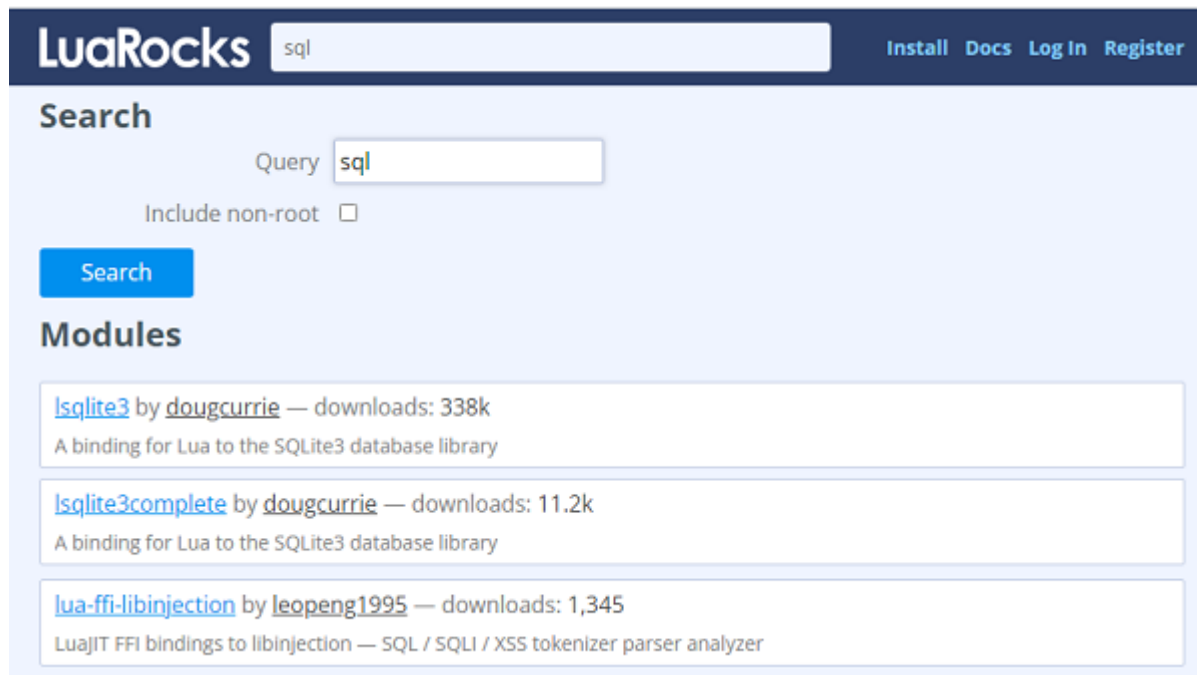 LuaRocks sql Install Docs Log In Register
Search
Query sql
Include non-root
Search
Modules
lsqlite3 by dougcurrie — downloads: 338k
A binding for Lua to the SQLite3 database library
lsqlite3complete by dougcurrie — downloads: 11.2k
A binding for Lua to the SQLite3 database library
lua-ffi-libinjection by leopeng1995 — downloads: 1,345
LuaJIT FFI bindings to libinjection — SQL / SQLI / XSS tokenizer parser analyzer